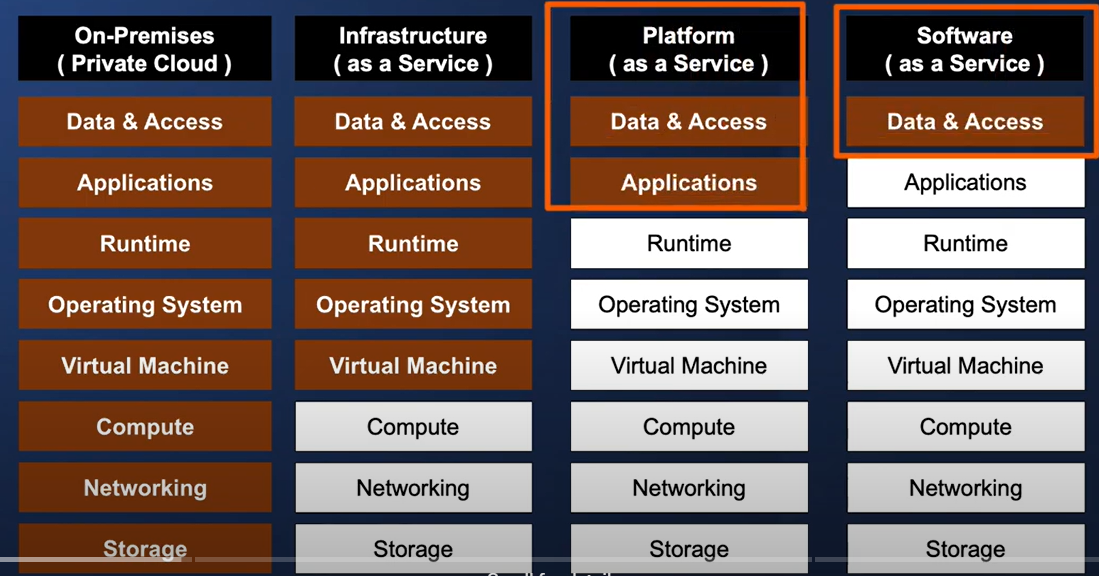 On-Premises
( Private Cloud )
Infrastructure
( as a Service )
Platform
( as a Service )
Software
( as a Service )
Data & Access
Data & Access
Data & Access
Data & Access
Applications
Applications
Applications
Applications
Runtime
Runtime
Runtime
Runtime
Operating System
Operating System
Operating System
Operating System
Virtual Machine
Virtual Machine
Virtual Machine
Virtual Machine
Compute
Compute
Compute
Compute
Networking
Networking
Networking
Networking
Storage
Storage
Storage
Storage